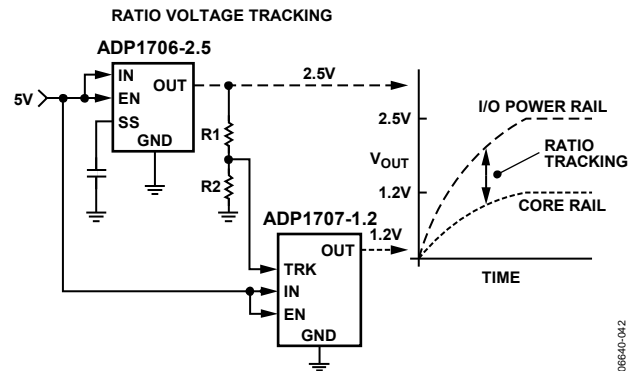 RATIO VOLTAGE TRACKING
ADP1706-2.5
5V
IN
EN
SS
OUT
GND
2.5V
R1
R2
ADP1707-1.2
TRK
IN
EN
OUT
GND
1.2V
2.5V
VOUT
1.2V
I/O POWER RAIL
RATIO
TRACKING
CORE RAIL
TIME
06640-042